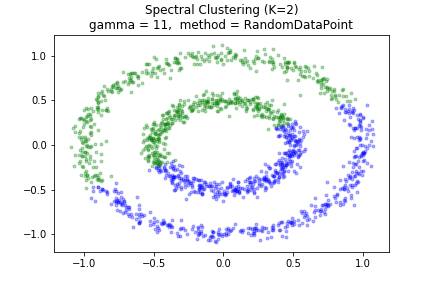 Spectral Clustering (K=2)
gamma = 11,  method = RandomDataPoint
1.0
0.5
0.0
−0.5
−1.0
−1.0 −0.5 0.0 0.5 1.0